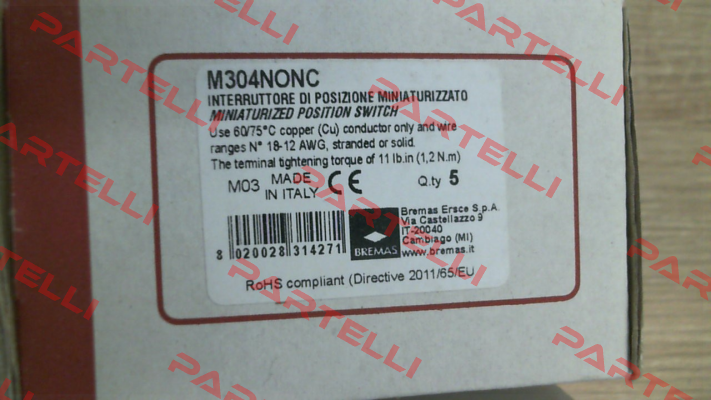 M304NONC
INTERRUTTORE DI POSIZIONE MINIATURIZZATO
MINIATURIZED POSITION SWITCH
Use 60/75°C copper (Cu) conductor only and wire
ranges N° 18-12 AWG, stranded or solid.
The terminal tightening torque of 11 lb.in (1,2 N.m)
M03 MADE IN ITALY CE Q.ty 5
Bremas Ersce S.p.A.
Via Castellazzo 9
IT-20040
Cambiago (MI)
www.bremas.it
BREMAS
8 020028 314271
RoHS compliant (Directive 2011/65/EU
PARTELLI
PARTELLI
PARTELLI
PARTELLI
PARTELLI
PARTELLI
PARTELLI